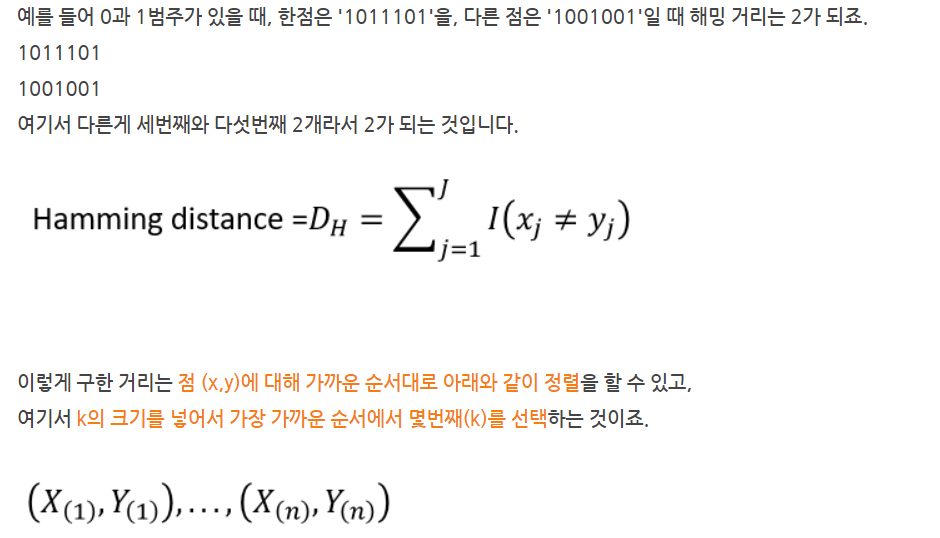 예를 들어 0과 1범주가 있을 때, 한점은 '1011101'을, 다른 점은 '1001001'일 때 해밍 거리는 2가 되죠.
1011101
1001001
여기서 다른게 세번째와 다섯번째 2개라서 2가 되는 것입니다.
Hamming distance =D_H = ∑_{j=1}^{J} I(x_j ≠ y_j)
이렇게 구한 거리는 점 (x,y)에 대해 가까운 순서대로 아래와 같이 정렬을 할 수 있고,
여기서 k의 크기를 넣어서 가장 가까운 순서에서 몇번째(k)를 선택하는 것이죠.
(X_{(1)}, Y_{(1)}), ..., (X_{(n)}, Y_{(n)})